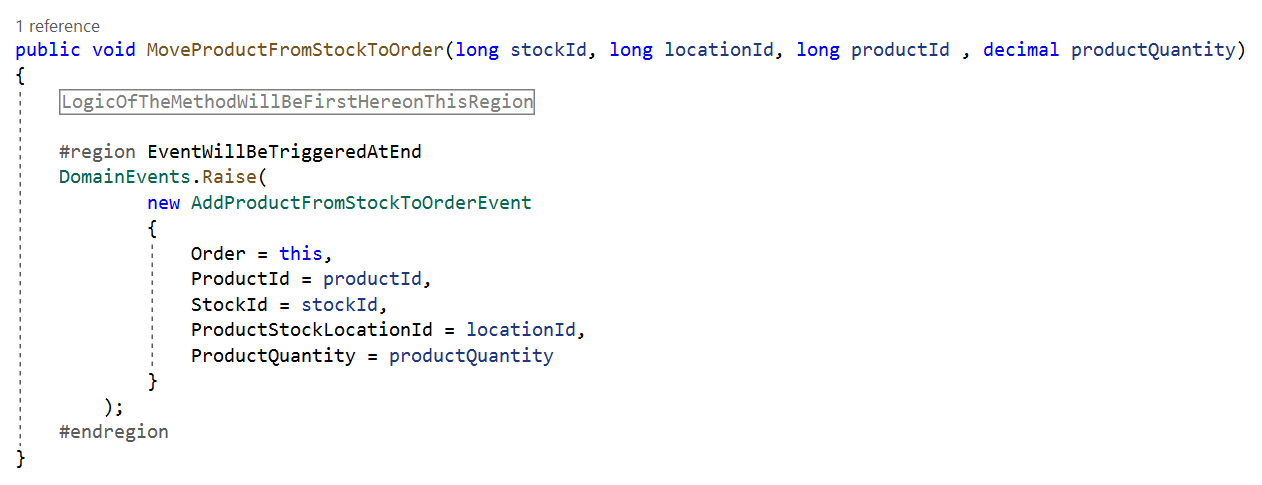 1 reference
public void MoveProductFromStockToOrder(long stockId, long locationId, long productId , decimal productQuantity)
{
LogicOfTheMethodWillBeFirstHereonThisRegion
#region EventWillBeTriggeredAtEnd
DomainEvents.Raise(
new AddProductFromStockToOrderEvent
{
Order = this,
ProductId = productId,
StockId = stockId,
ProductStockLocationId = locationId,
ProductQuantity = productQuantity
}
);
#endregion
}